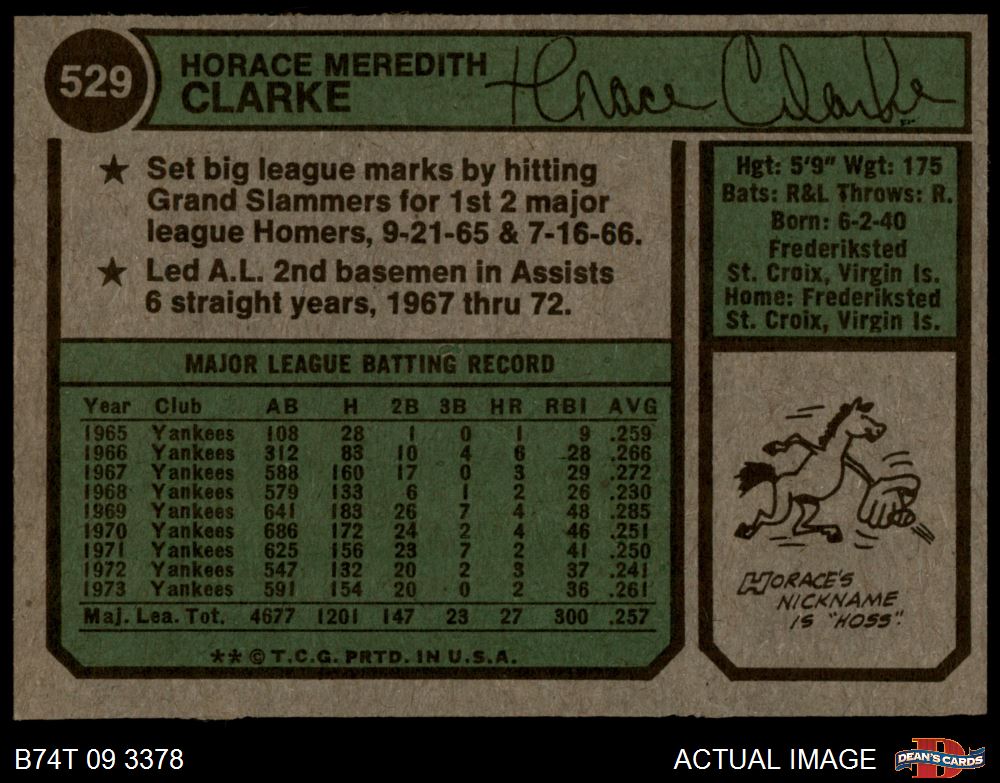 529
HORACE MEREDITH
CLARKE
Horace Clarke
★ Set big league marks by hitting
Grand Slammers for 1st 2 major
league Homers, 9-21-65 & 7-16-66.
★ Led A.L. 2nd basemen in Assists
6 straight years, 1967 thru 72.
Hgt: 5'9" Wgt: 175
Bats: R&L Throws: R.
Born: 6-2-40
Frederiksted
St. Croix, Virgin Is.
Home: Frederiksted
St. Croix, Virgin Is.
MAJOR LEAGUE BATTING RECORD
Year Club AB H 2B 3B HR RBI AVG
1965 Yankees 108 28 1 0 1 9 .259
1966 Yankees 312 83 10 4 6 28 .266
1967 Yankees 588 160 17 0 3 29 .272
1968 Yankees 579 133 6 1 2 26 .230
1969 Yankees 641 183 26 7 4 48 .285
1970 Yankees 686 172 24 2 4 46 .251
1971 Yankees 625 156 23 7 2 41 .250
1972 Yankees 547 132 20 2 3 37 .241
1973 Yankees 591 154 20 0 2 36 .261
Maj. Lea. Tot. 4677 1201 147 23 27 300 .257
** © T.C.G. PRTD. IN U.S.A.
HORACE'S
NICKNAME
IS "HOSS".
B74T 09 3378
ACTUAL IMAGE
D
DEAN'S CARDS